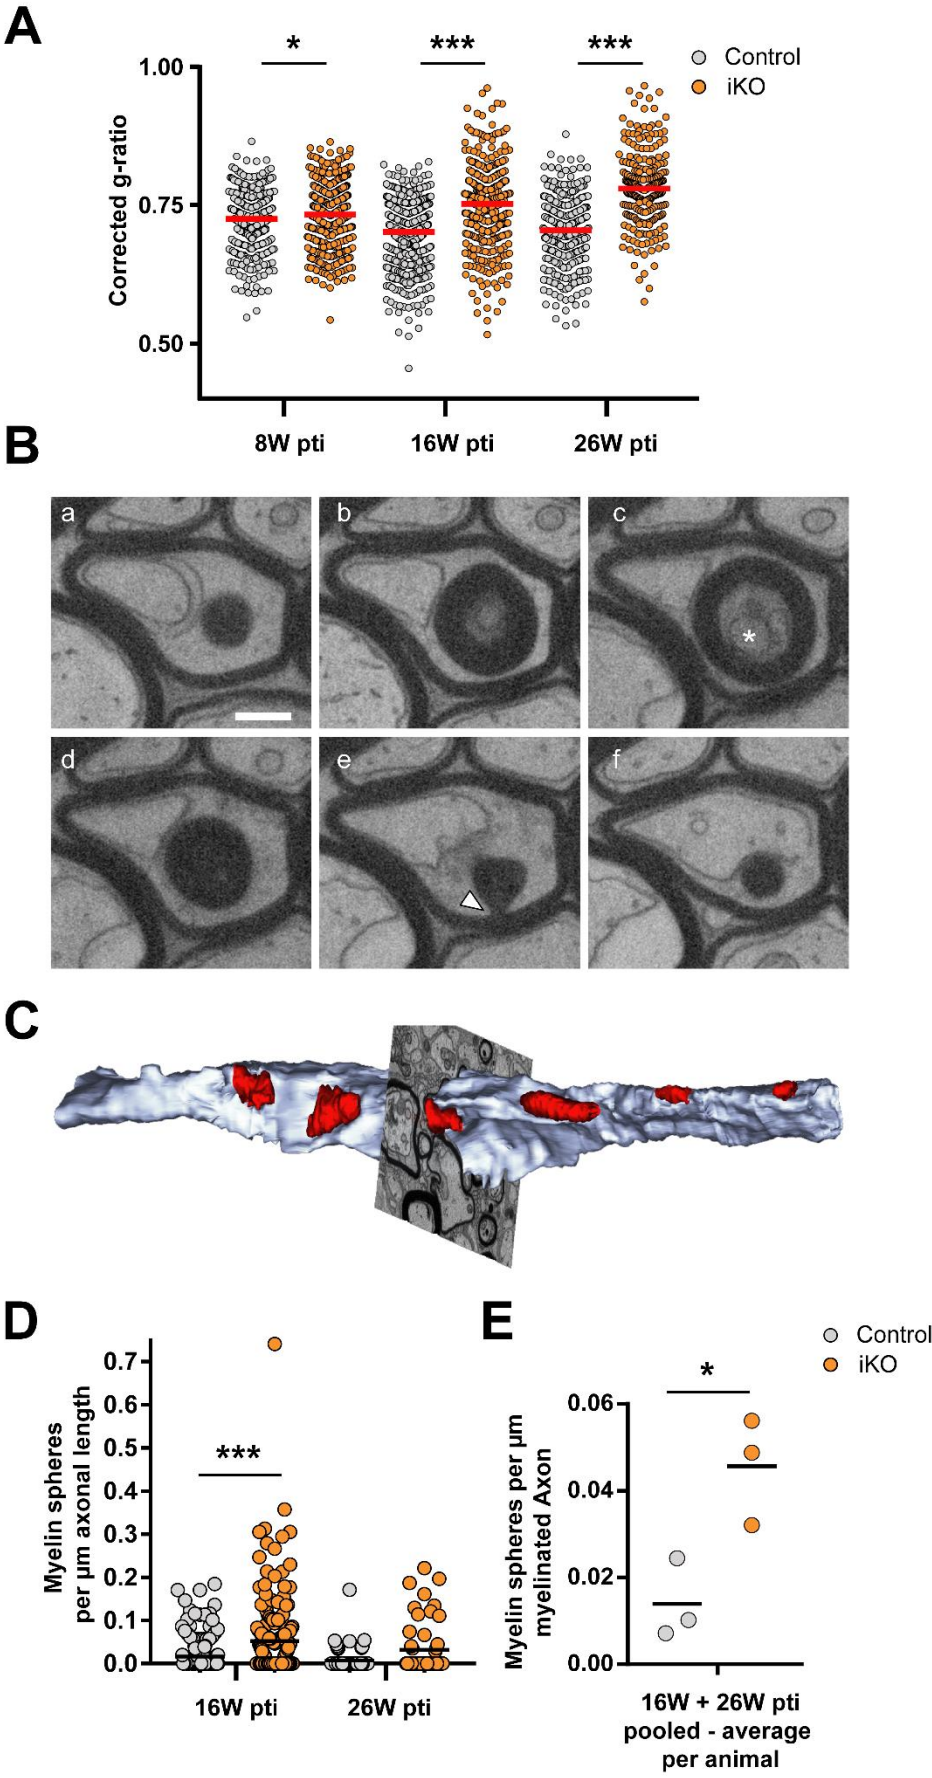 A
* *** ***
Control
iKO
1.00
0.75
0.50
Corrected g-ratio
8W pti 16W pti 26W pti
B
a b c
*
d e f
C
D
Myelin spheres
per µm axonal length
0.7
0.6
0.5
0.4
0.3
0.2
0.1
0.0
***
16W pti 26W pti
E
Control
iKO
*
Myelin spheres per µm
myelinated Axon
0.06
0.04
0.02
0.00
16W + 26W pti
pooled - average
per animal